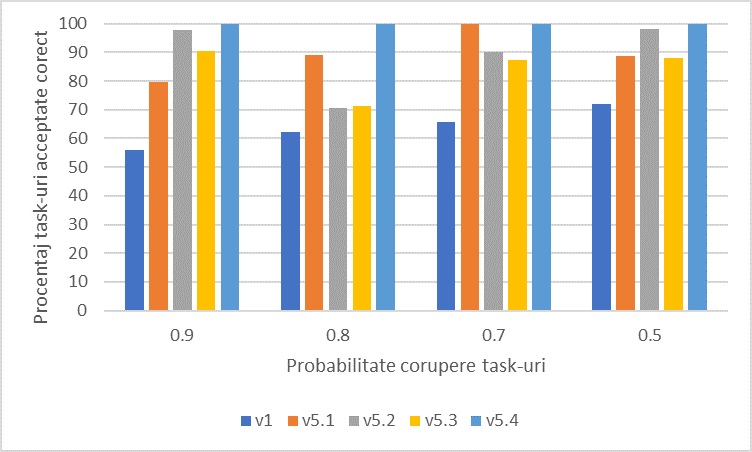 Procentaj task-uri acceptate corect
100
90
80
70
60
50
40
30
20
10
0
0.9 0.8 0.7 0.5
Probabilitate corupere task-uri
v1 v5.1 v5.2 v5.3 v5.4